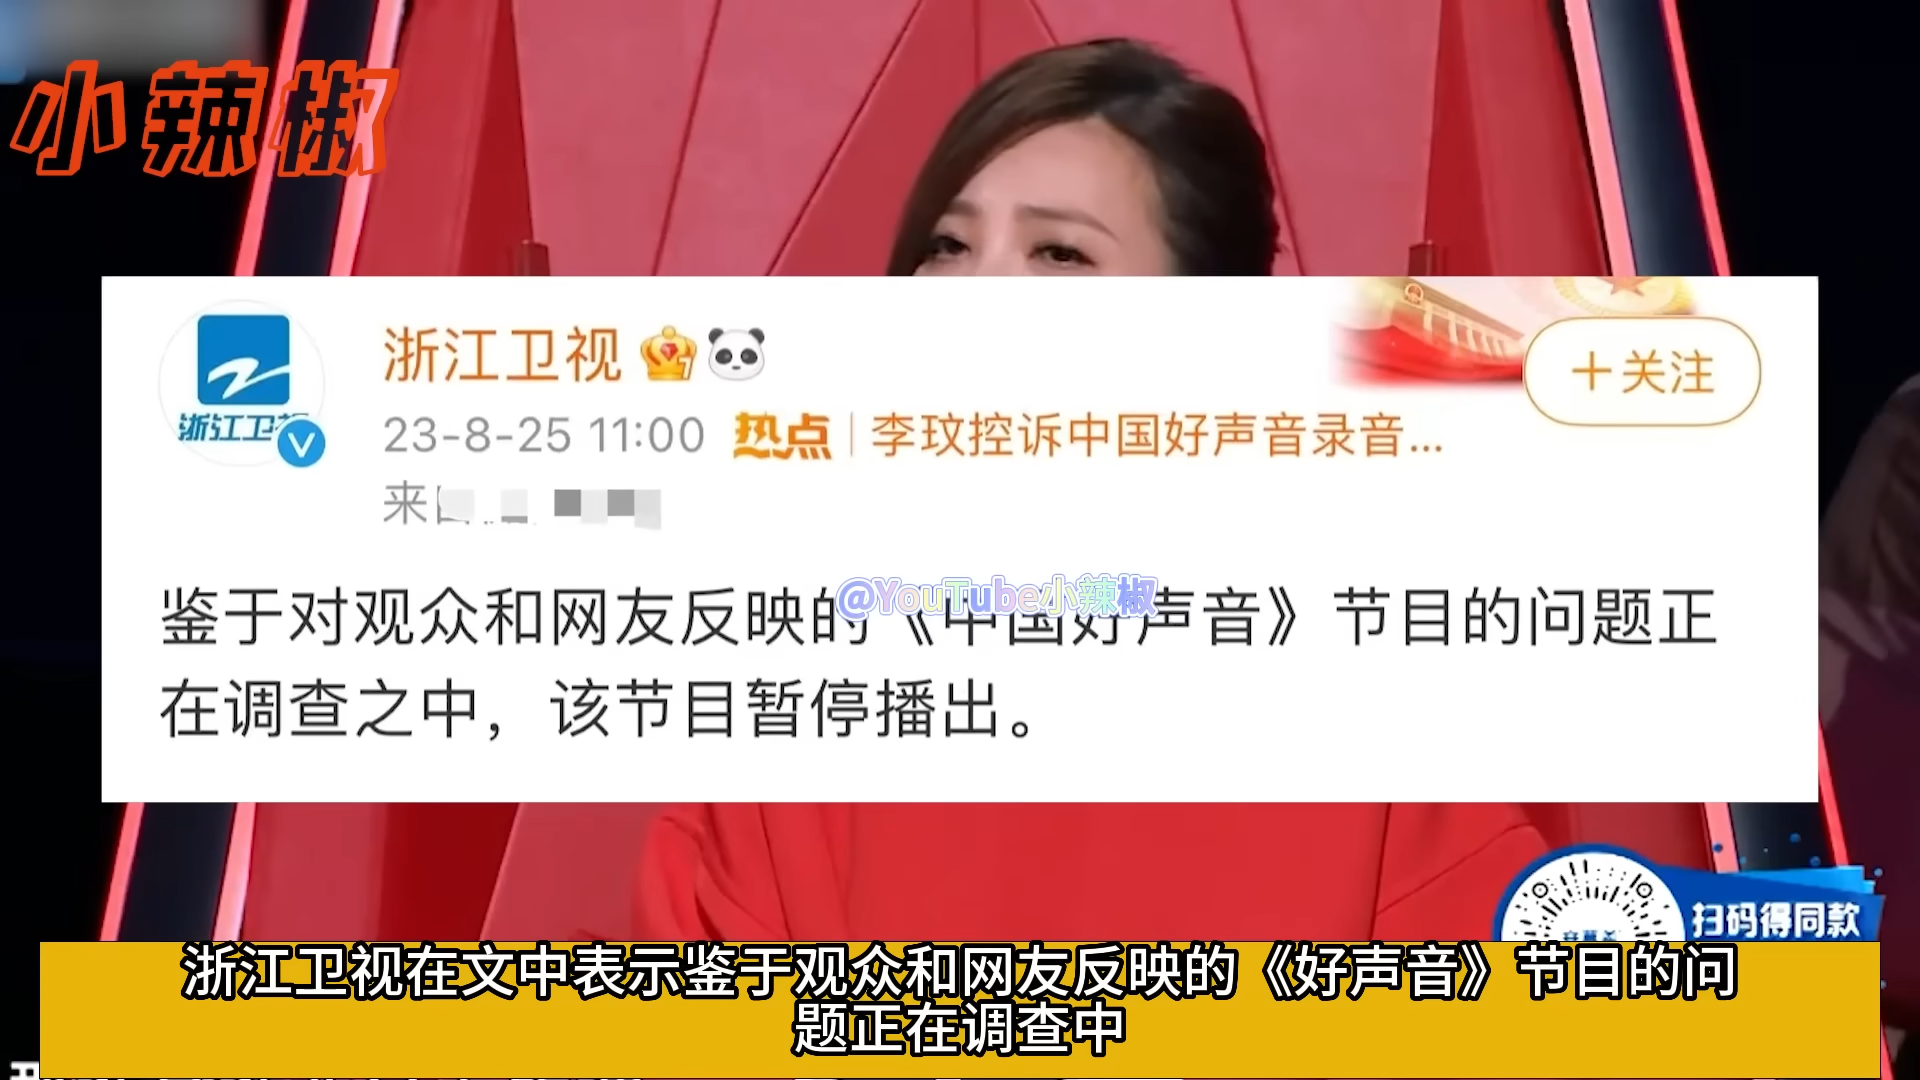 小辣椒
浙江卫视
23-8-25 11:00 热点 | 李玟控诉中国好声音录音...
+关注
浙江卫视
来
@YouTube小辣椒
鉴于对观众和网友反映的《中国好声音》节目的问题正
在调查之中，该节目暂停播出。
扫码得同款
浙江卫视在文中表示鉴于观众和网友反映的《好声音》节目的问
题正在调查中